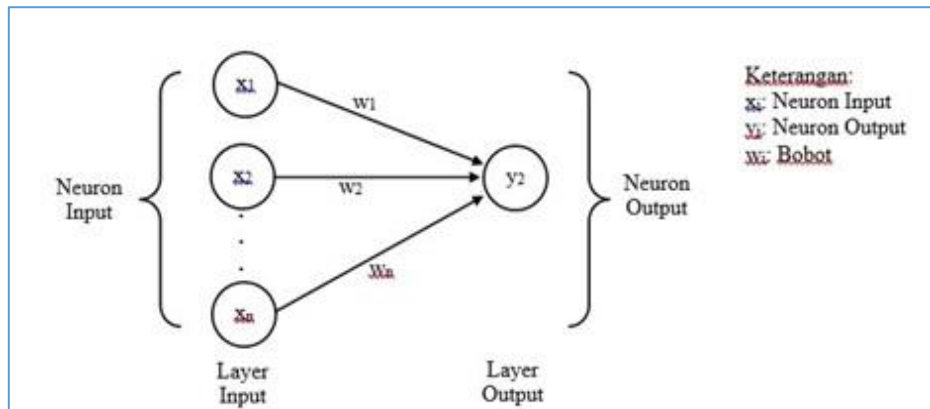 x1
w1
Keterangan:
xi: Neuron Input
yi: Neuron Output
wi: Bobot
Neuron
Input
x2
w2
y2
Neuron
Output
.
.
.
wn
xn
Layer
Input
Layer
Output